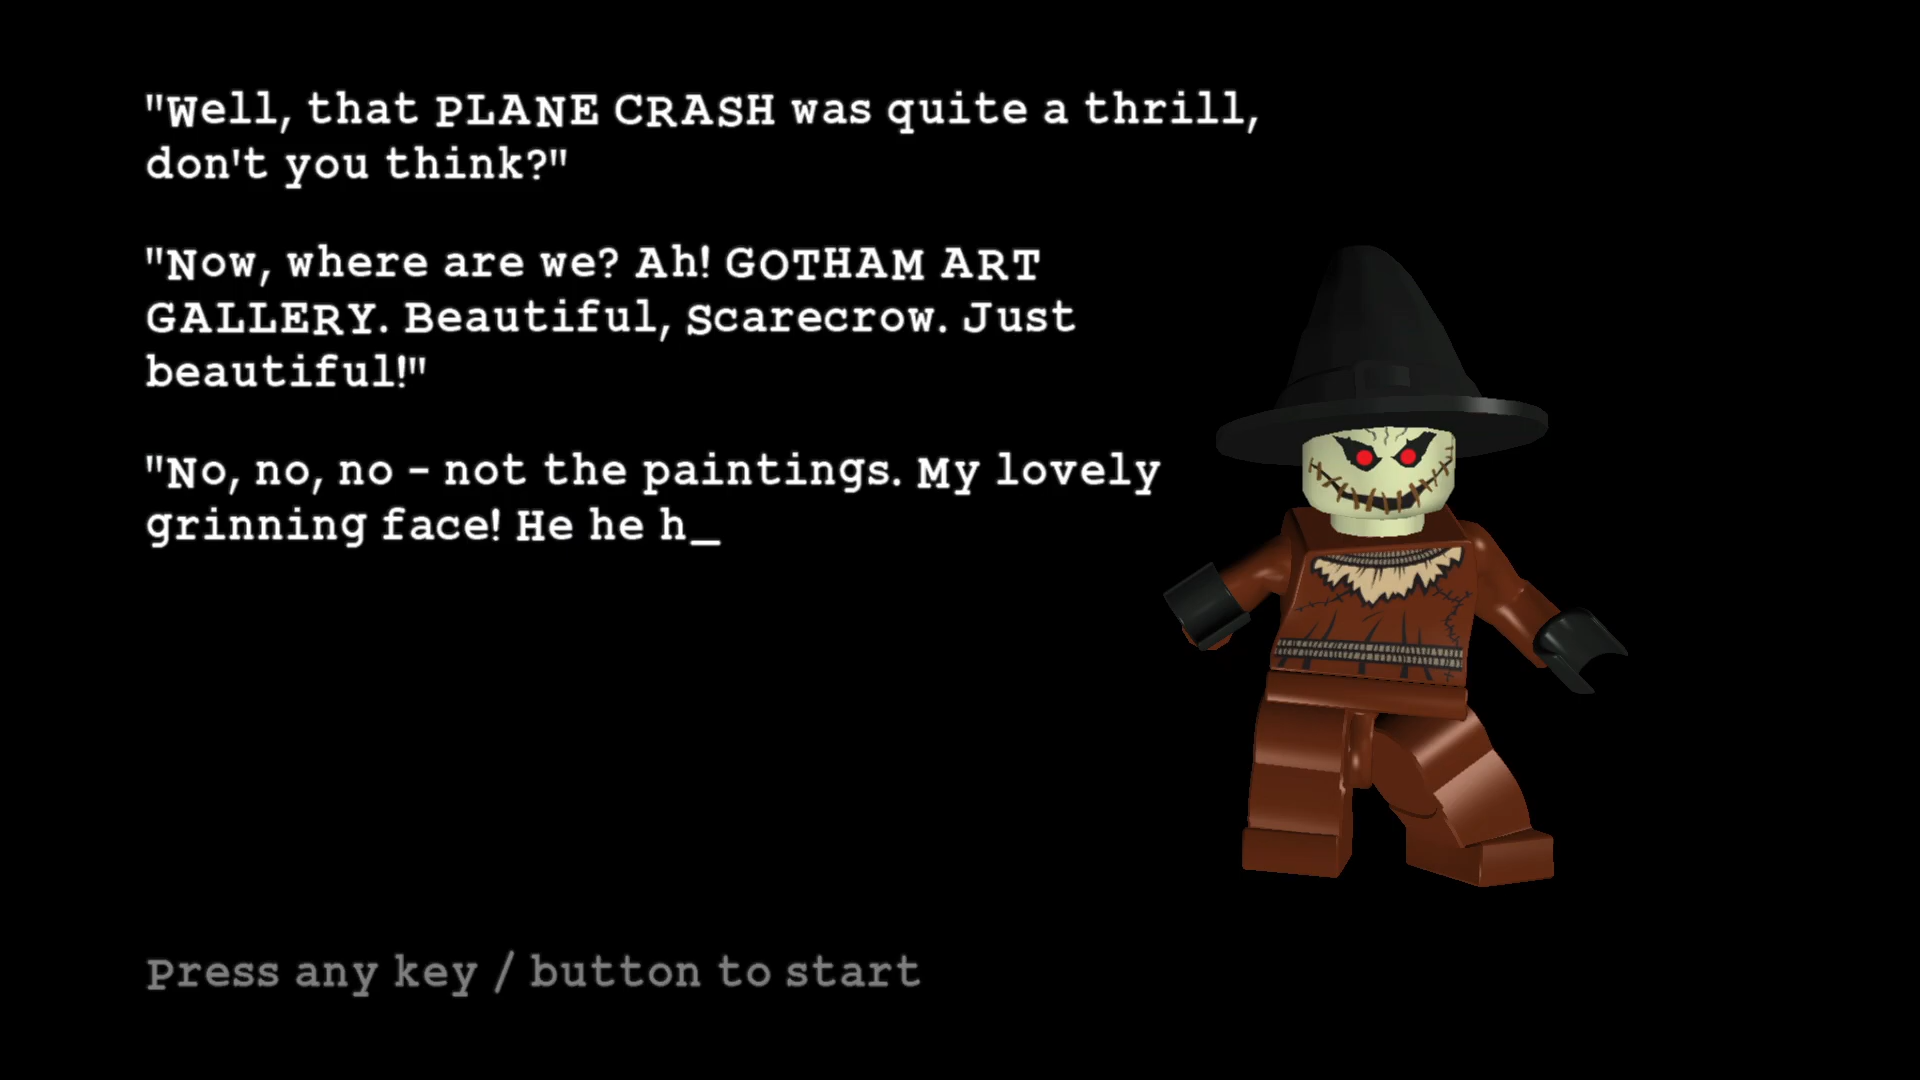 "Well, that PLANE CRASH was quite a thrill,
don't you think?"
"Now, where are we? Ah! GOTHAM ART
GALLERY. Beautiful, Scarecrow. Just
beautiful!"
"No, no, no - not the paintings. My lovely
grinning face! He he h_
Press any key / button to start